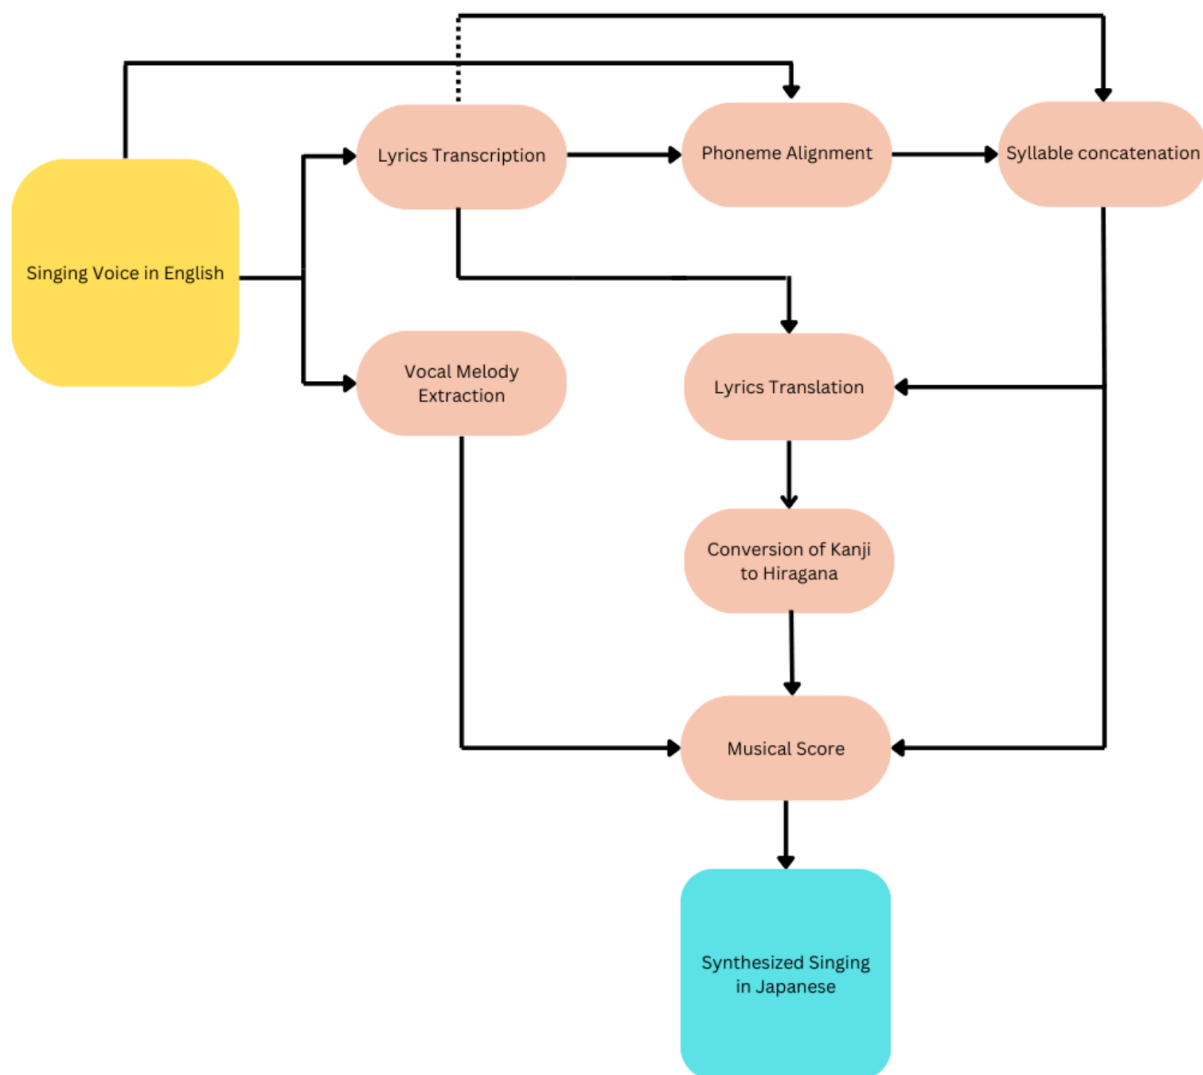 Lyrics Transcription
Phoneme Alignment
Syllable concatenation
Singing Voice in English
Vocal Melody
Extraction
Lyrics Translation
Conversion of Kanji
to Hiragana
Musical Score
Synthesized Singing
in Japanese